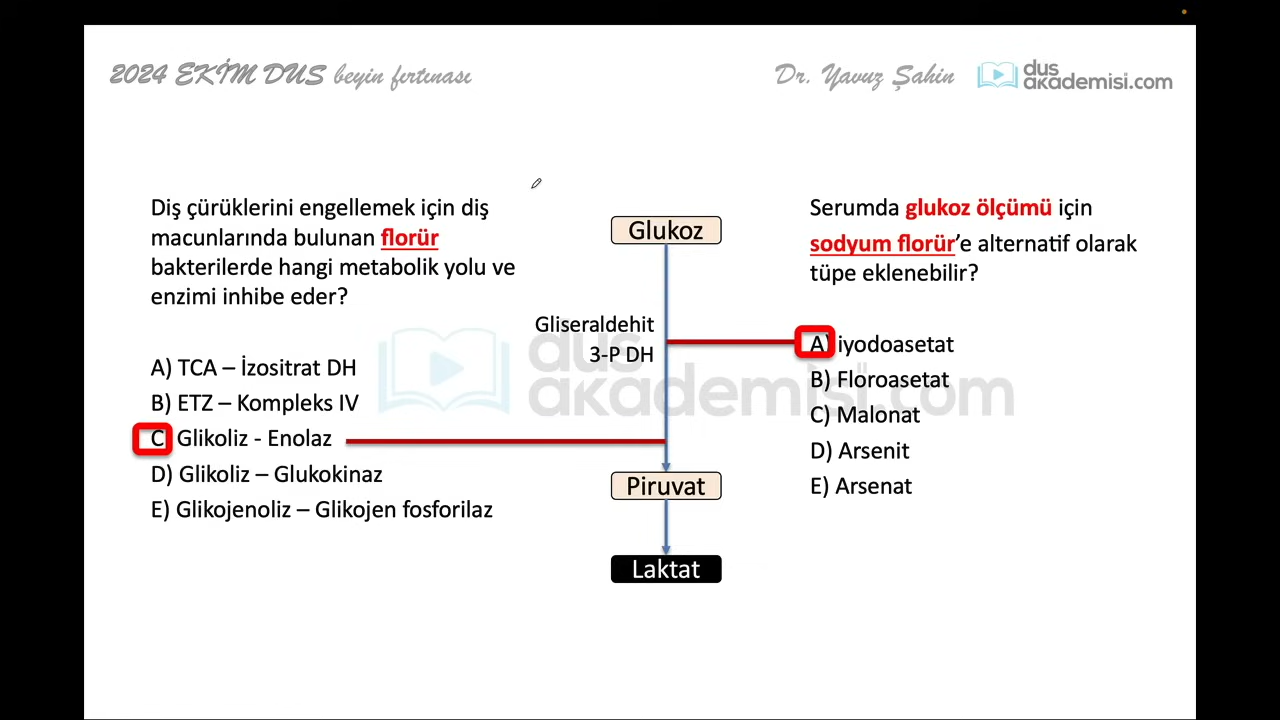 2024 EKİM DUS beyin fırtınası
Dr. Yavuz Şahin
dus
akademisi.com
Diş çürüklerini engellemek için diş
macunlarında bulunan florür
bakterilerde hangi metabolik yolu ve
enzimi inhibe eder?
A) TCA – İzositrat DH
B) ETZ – Kompleks IV
C) Glikoliz - Enolaz
D) Glikoliz – Glukokinaz
E) Glikojenoliz – Glikojen fosforilaz
Glukoz
Gliseraldehit
3-P DH
Piruvat
Laktat
Serumda glukoz ölçümü için
sodyum florür'e alternatif olarak
tüpe eklenebilir?
A) iyodoasetat
B) Floroasetat
C) Malonat
D) Arsenit
E) Arsenat
dus
akademisi.com